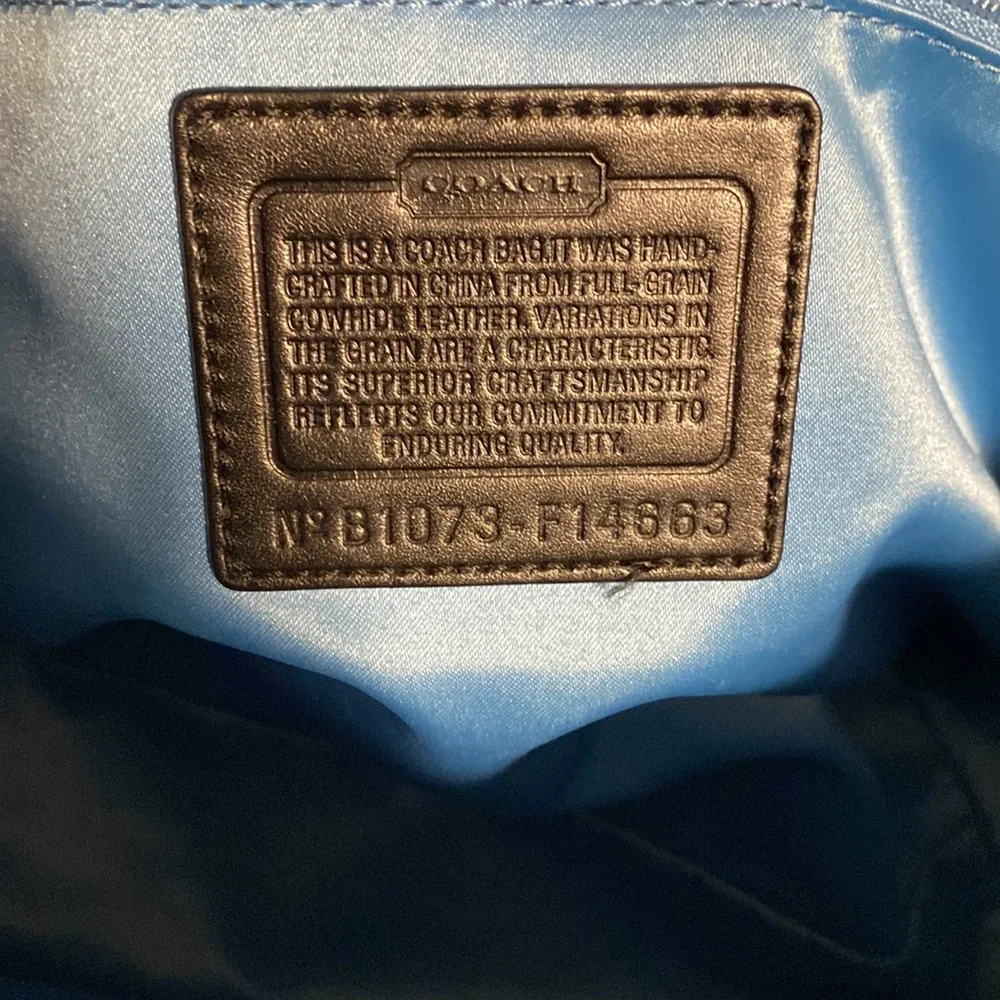 COACH
THIS IS A COACH BAG.IT WAS HAND-
CRAFTED IN CHINA FROM FULL-GRAIN
COWHIDE LEATHER. VARIATIONS IN
THE GRAIN ARE A CHARACTERISTIC.
ITS SUPERIOR CRAFTSMANSHIP
REFLECTS OUR COMMITMENT TO
ENDURING QUALITY.
Nº B1073-F14663